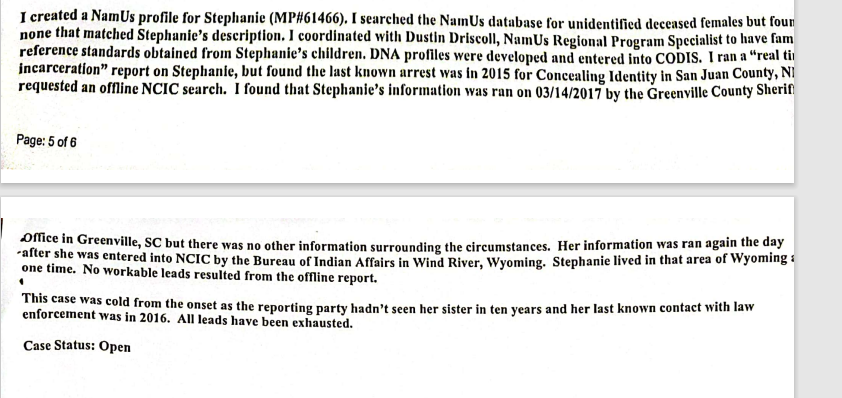 I created a NamUs profile for Stephanie (MP#61466). I searched the NamUs database for unidentified deceased females but
none that matched Stephanie's description. I coordinated with Dustin Driscoll, NamUs Regional Program Specialist to have
reference standards obtained from Stephanie's children. DNA profiles were developed and entered into CODIS. I ran a "real
incarceration" report on Stephanie, but found the last known arrest was in 2015 for Concealing Identity in San Juan County,
requested an offline NCIC search. I found that Stephanie's information was ran on 03/14/2017 by the Greenville County
Page: 5 of 6
Office in Greenville, SC but there was no other information surrounding the circumstances. Her information was ran again the day
after she was entered into NCIC by the Bureau of Indian Affairs in Wind River, Wyoming. Stephanie lived in that area of Wyoming
one time. No workable leads resulted from the offline report.
This case was cold from the onset as the reporting party hadn't seen her sister in ten years and her last known contact with law
enforcement was in 2016. All leads have been exhausted.
Case Status: Open